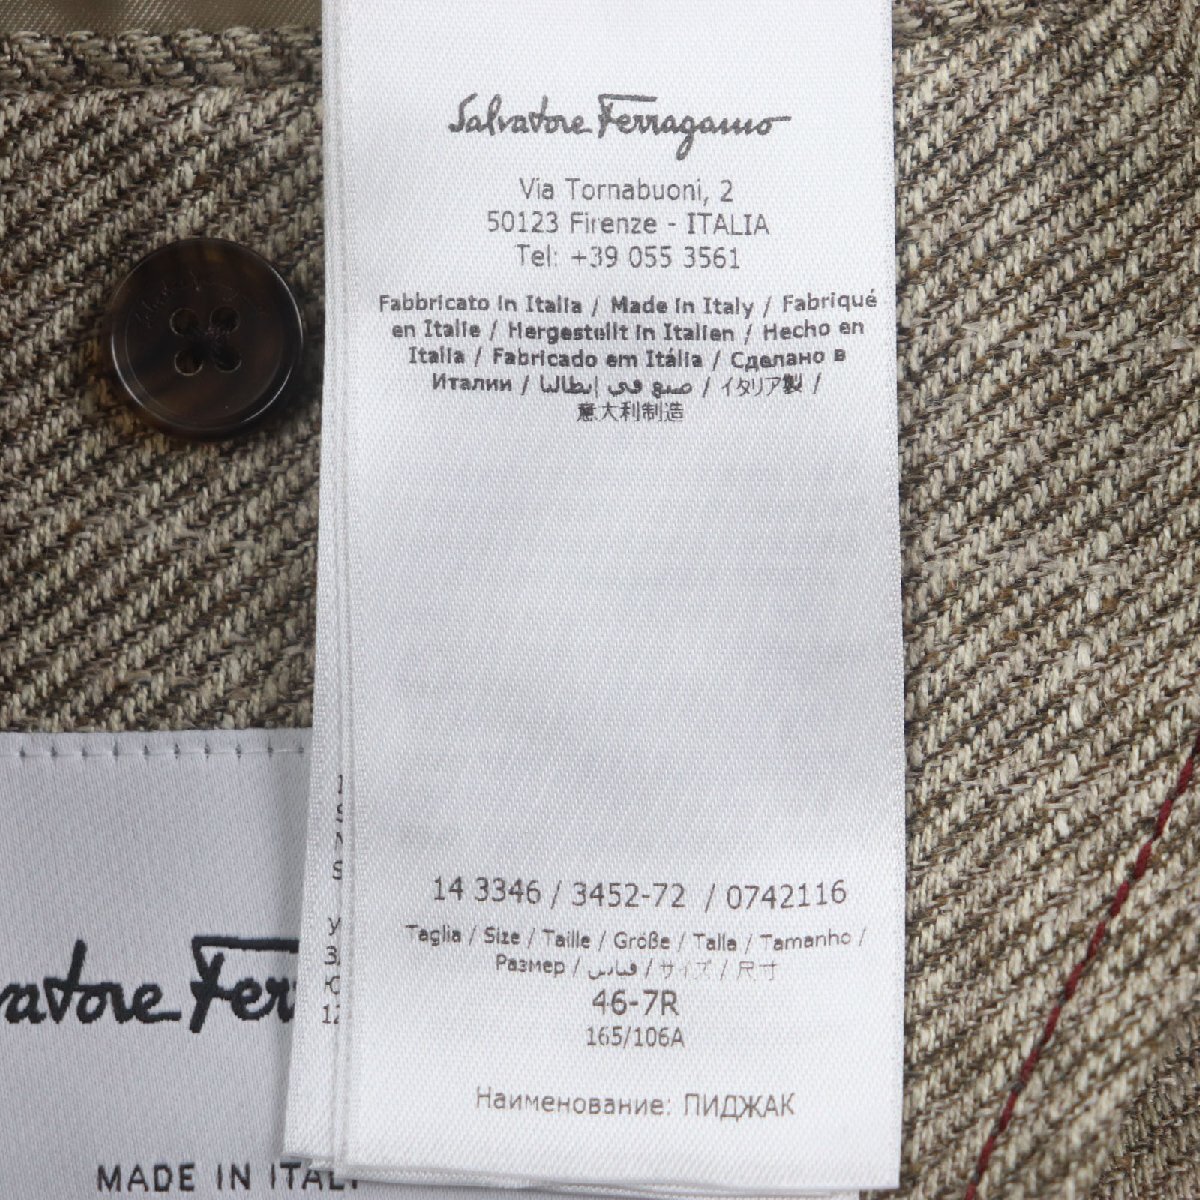 Salvatore Ferragamo
Via Tornabuoni, 2
50123 Firenze - ITALIA
Tel: +39 055 3561
Fabbricato in Italia / Made in Italy / Fabriqué
en Italie / Hergestellt in Italien / Hecho en
Italia / Fabricado em Itália / Сделано в
Италии / صنع في إيطاليا / イタリア製 /
意大利制造
14 3346 / 3452-72 / 0742116
Taglia / Size / Taille / Größe / Talla / Tamanho /
Размер / قياس / サイズ / 尺寸
46-7R
165/106A
Наименование: ПИДЖАК
vatore Fer
MADE IN ITALY